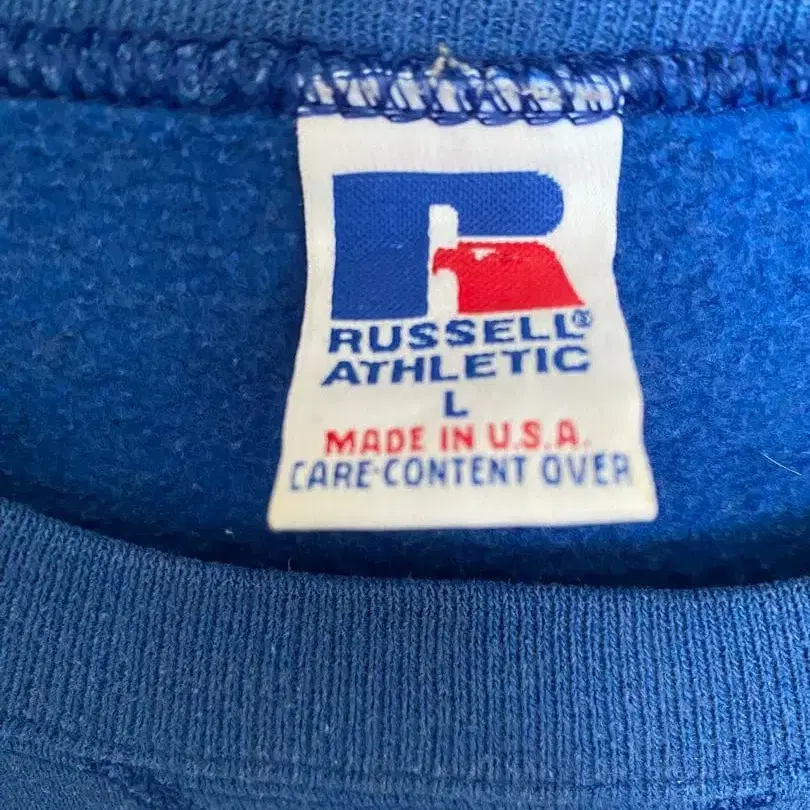 RUSSELL®
ATHLETIC
L
MADE IN U.S.A.
CARE-CONTENT OVER